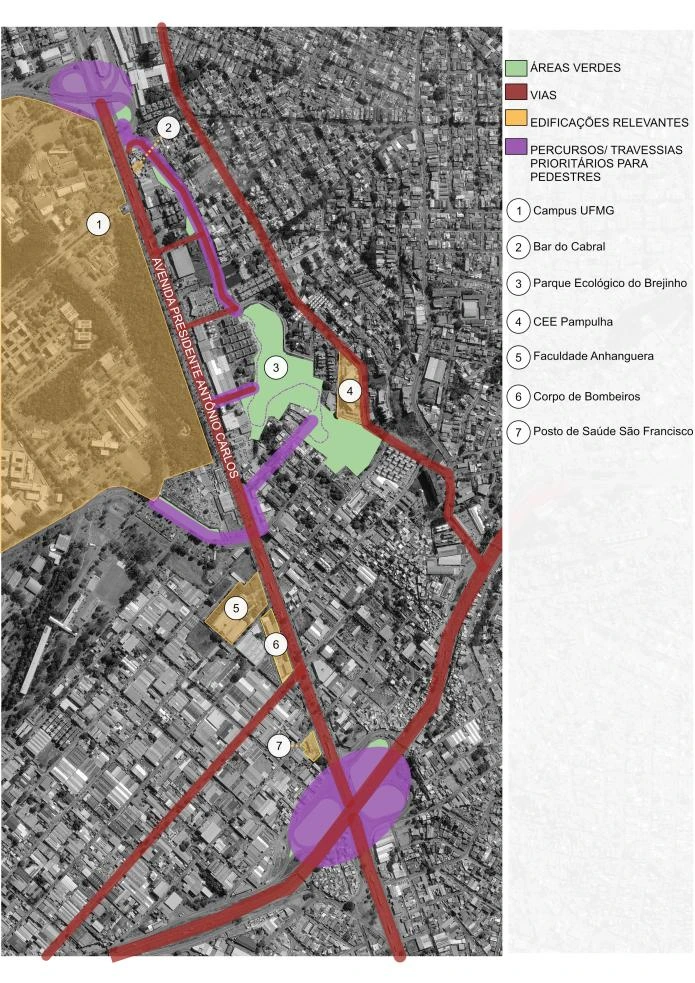 ÁREAS VERDES
VIAS
EDIFICAÇÕES RELEVANTES
PERCURSOS/ TRAVESSIAS
PRIORITÁRIOS PARA
PEDESTRES
1 Campus UFMG
2 Bar do Cabral
3 Parque Ecológico do Brejinho
4 CEE Pampulha
5 Faculdade Anhanguera
6 Corpo de Bombeiros
7 Posto de Saúde São Francisco
2
1
AVENIDA PRESIDENTE ANTÔNIO CARLOS
3
4
5
6
7